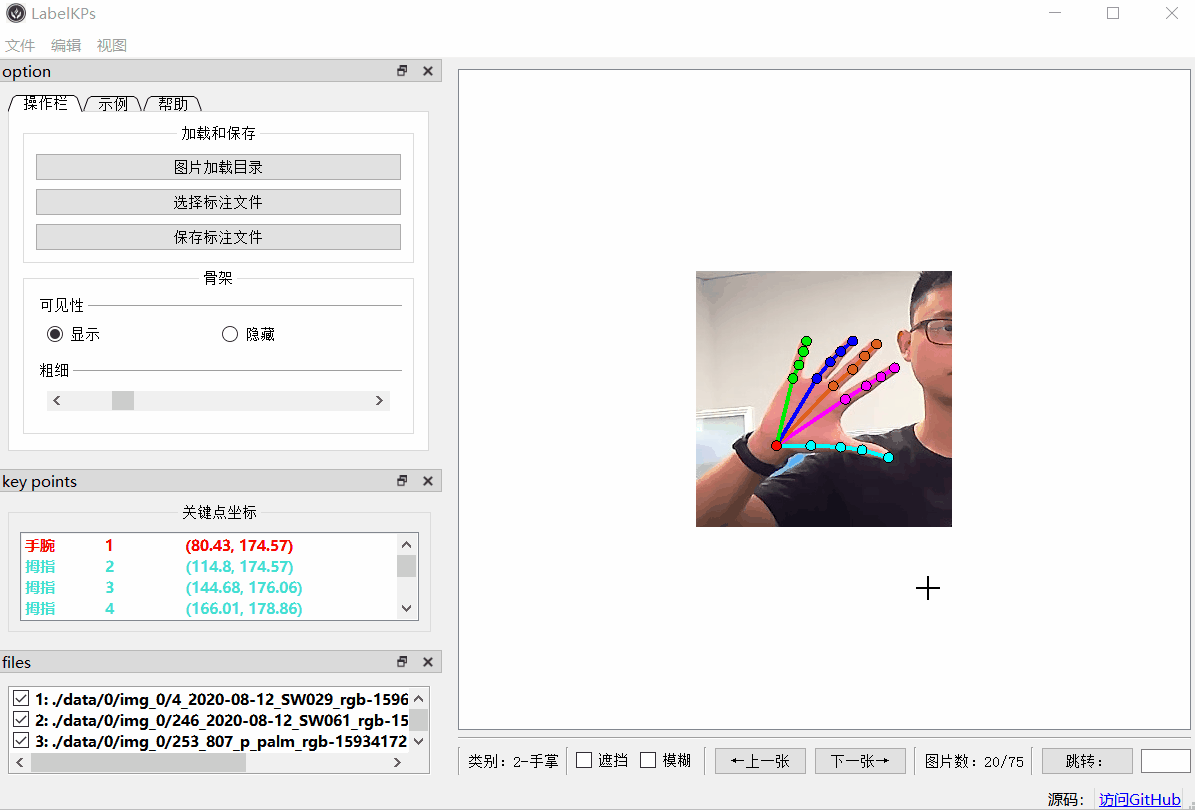 LabelKPs
文件 编辑 视图
option
操作栏 示例 帮助
加载和保存
图片加载目录
选择标注文件
保存标注文件
骨架
可见性
显示 隐藏
粗细
key points
关键点坐标
手腕 1 (80.43, 174.57)
拇指 2 (114.8, 174.57)
拇指 3 (144.68, 176.06)
拇指 4 (166.01, 178.86)
files
1: ./data/0/img_0/4_2020-08-12_SW029_rgb-1596
2: ./data/0/img_0/246_2020-08-12_SW061_rgb-15
3: ./data/0/img_0/253_807_p_palm_rgb-15934172
类别：2-手掌 遮挡 模糊 ←上一张 下一张→ 图片数：20/75 跳转：
源码： 访问GitHub